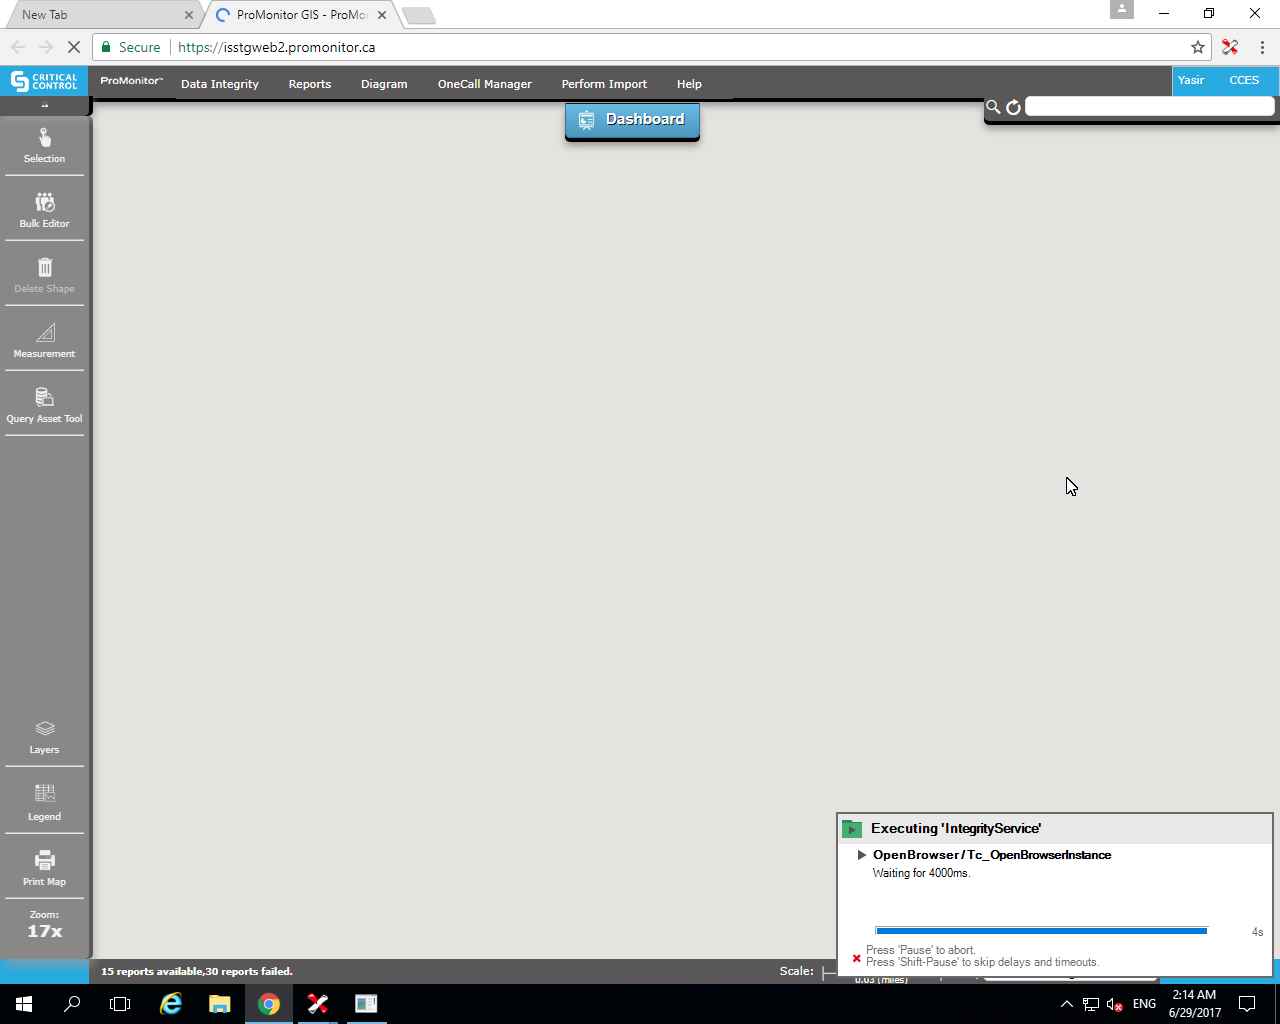 New Tab
ProMonitor GIS - ProMo
Secure
https://isstgweb2.promonitor.ca
CRITICAL
CONTROL
ProMonitor™
Data Integrity
Reports
Diagram
OneCall Manager
Perform Import
Help
Yasir
CCES
Dashboard
Selection
Bulk Editor
Delete Shape
Measurement
Query Asset Tool
Layers
Legend
Print Map
Zoom:
17x
Executing 'IntegrityService'
OpenBrowser/Tc_OpenBrowserInstance
Waiting for 4000ms.
4s
Press 'Pause' to abort.
Press 'Shift-Pause' to skip delays and timeouts.
15 reports available,30 reports failed.
Scale:
0.03 (miles)
ENG
2:14 AM
6/29/2017